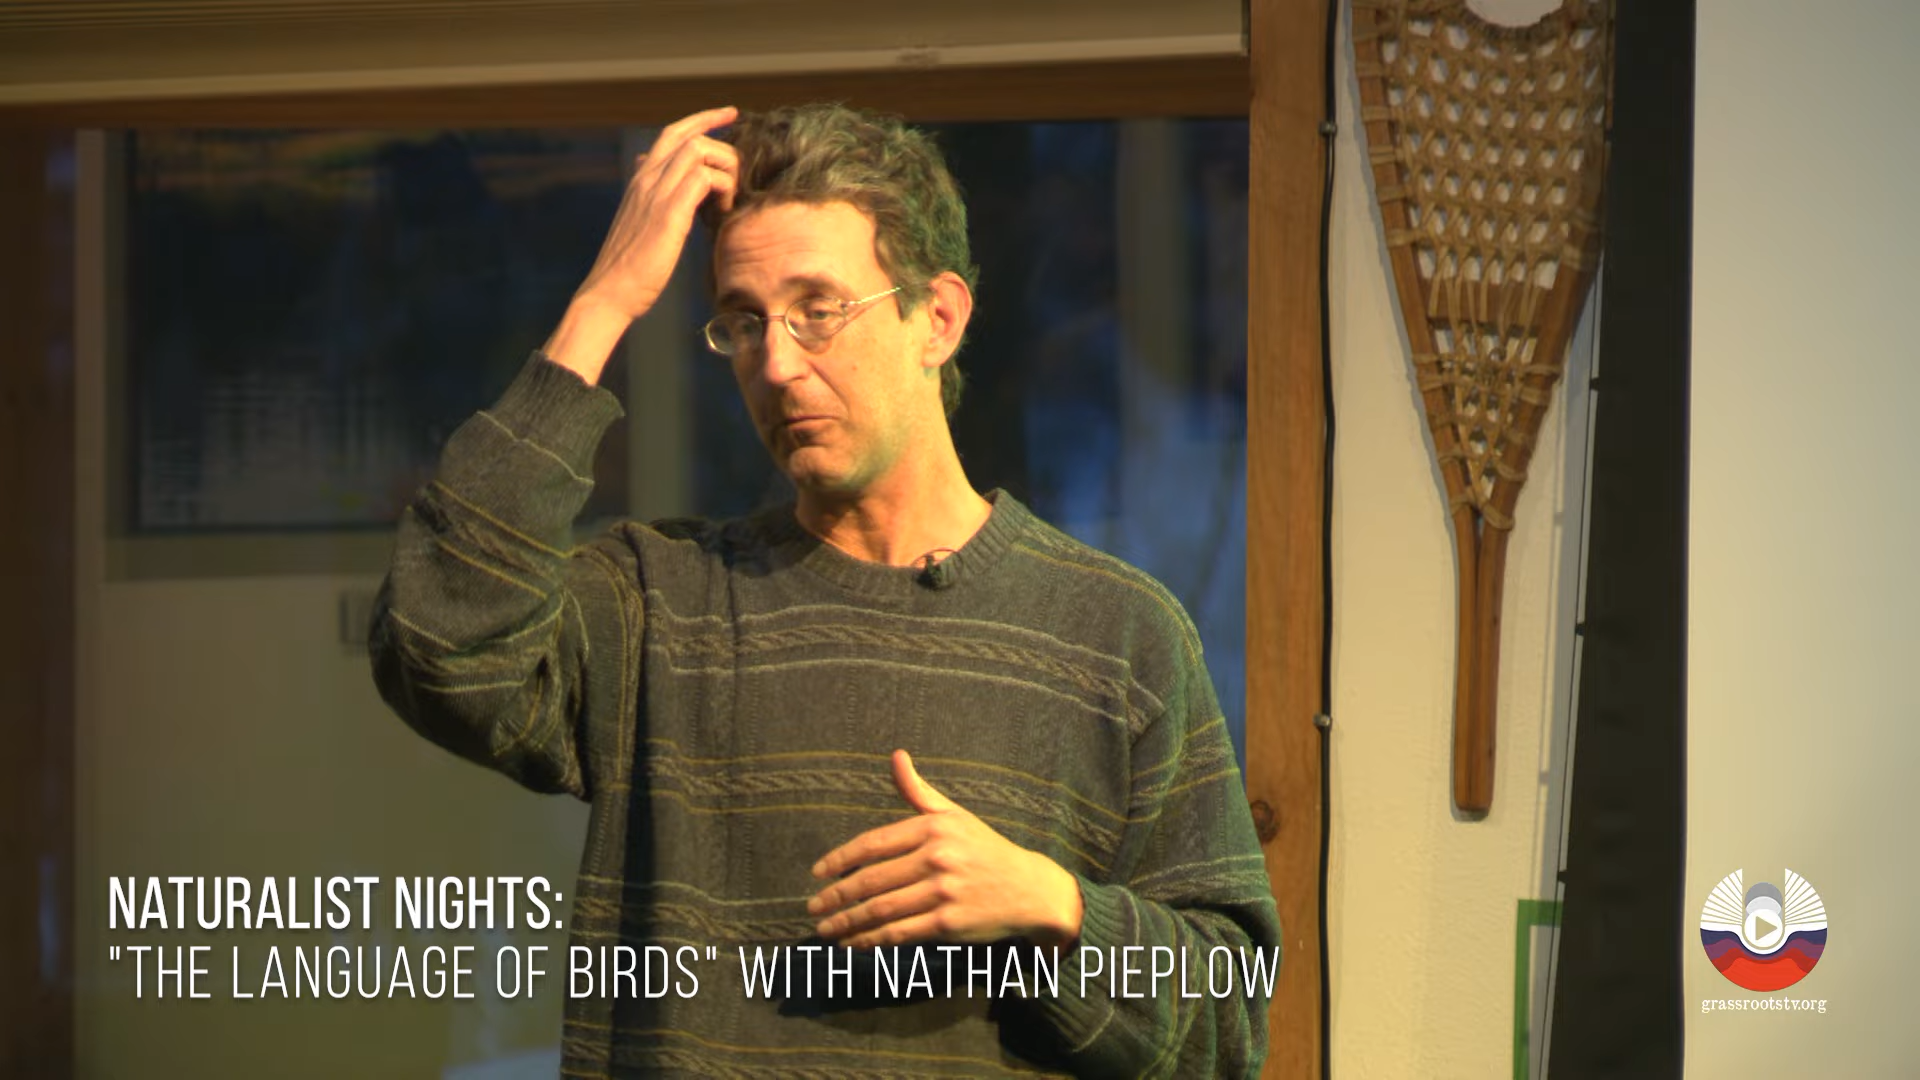 NATURALIST NIGHTS:
"THE LANGUAGE OF BIRDS" WITH NATHAN PIEPLOW
grassrootstv.org